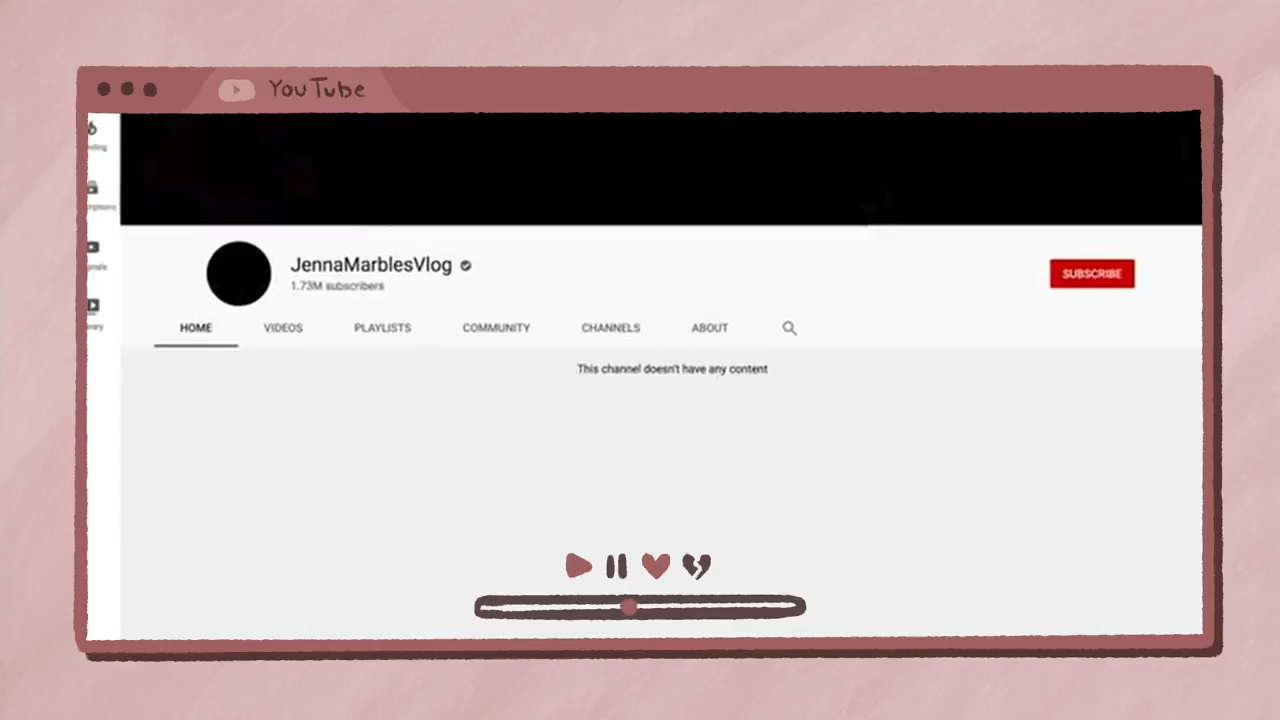 YouTube
JennaMarblesVlog
1.73M subscribers
SUBSCRIBE
HOME VIDEOS PLAYLISTS COMMUNITY CHANNELS ABOUT
This channel doesn't have any content